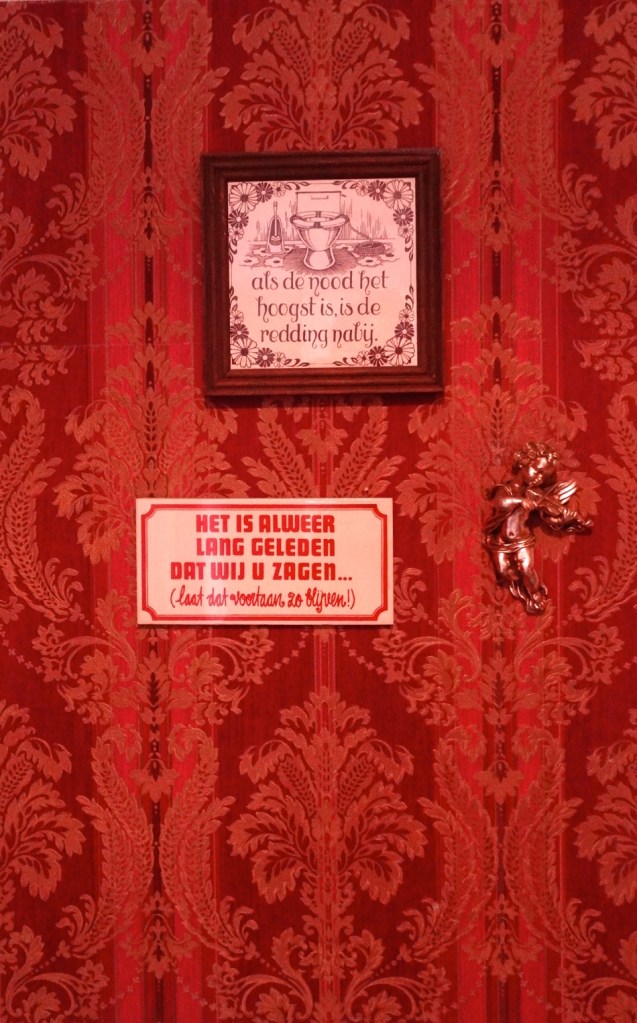 als de nood het
hoogst is, is de
redding nabij.
HET IS ALWEER
LANG GELEDEN
DAT WIJ U ZAGEN...
(laat dat voortaan zo blijven!)